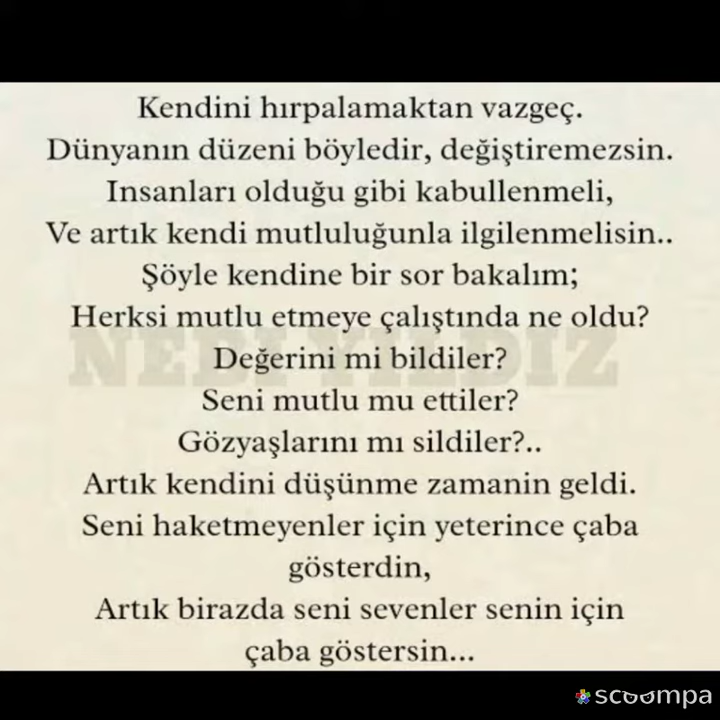 Kendini hırpalamaktan vazgeç.
Dünyanın düzeni böyledir, değiştiremezsin.
Insanları olduğu gibi kabullenmeli,
Ve artık kendi mutluluğunla ilgilenmelisin..
Şöyle kendine bir sor bakalım;
Herksi mutlu etmeye çalıştında ne oldu?
NEBI YILDIZ
Değerini mi bildiler?
Seni mutlu mu ettiler?
Gözyaşlarını mı sildiler?..
Artık kendini düşünme zamanin geldi.
Seni haketmeyenler için yeterince çaba
gösterdin,
Artık birazda seni sevenler senin için
çaba göstersin...
scoompa